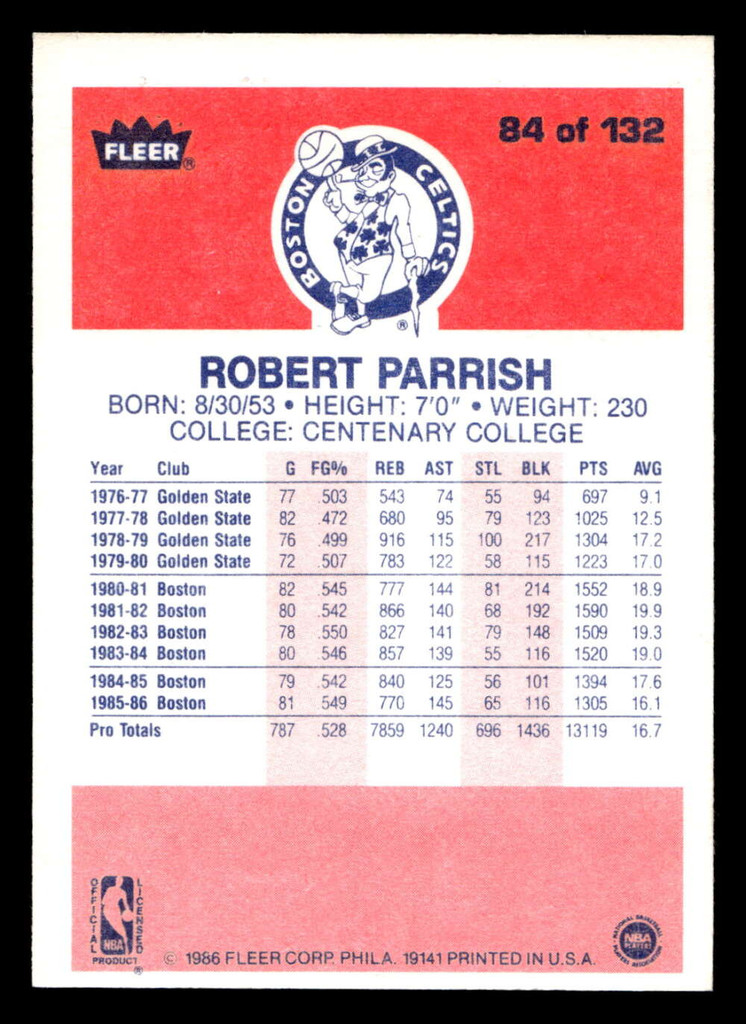 84 of 132
FLEER®
BOSTON CELTICS
®
ROBERT PARRISH
BORN: 8/30/53 • HEIGHT: 7'0" • WEIGHT: 230
COLLEGE: CENTENARY COLLEGE
Year Club G FG% REB AST STL BLK PTS AVG
1976-77 Golden State 77 .503 543 74 55 94 697 9.1
1977-78 Golden State 82 .472 680 95 79 123 1025 12.5
1978-79 Golden State 76 .499 916 115 100 217 1304 17.2
1979-80 Golden State 72 .507 783 122 58 115 1223 17.0
1980-81 Boston 82 .545 777 144 81 214 1552 18.9
1981-82 Boston 80 .542 866 140 68 192 1590 19.9
1982-83 Boston 78 .550 827 141 79 148 1509 19.3
1983-84 Boston 80 .546 857 139 55 116 1520 19.0
1984-85 Boston 79 .542 840 125 56 101 1394 17.6
1985-86 Boston 81 .549 770 145 65 116 1305 16.1
Pro Totals 787 .528 7859 1240 696 1436 13119 16.7
OFFICIAL LICENSED
NBA
PRODUCT
®
© 1986 FLEER CORP. PHILA. 19141 PRINTED IN U.S.A.
NATIONAL BASKETBALL
NBA
PLAYERS
PLAYERS ASSOCIATION